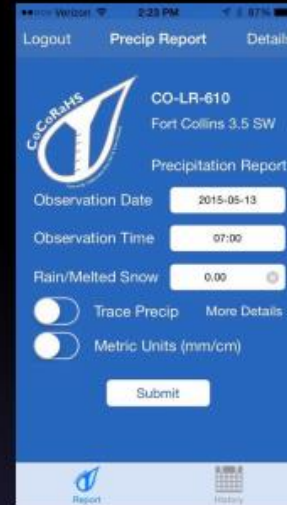 Verizon 2:23 PM 87%
Logout Precip Report Details
CoCoRaHS
CO-LR-610
Fort Collins 3.5 SW
Precipitation Report
Observation Date 2015-05-13
Observation Time 07:00
Rain/Melted Snow 0.00
Trace Precip More Details
Metric Units (mm/cm)
Submit
Report History